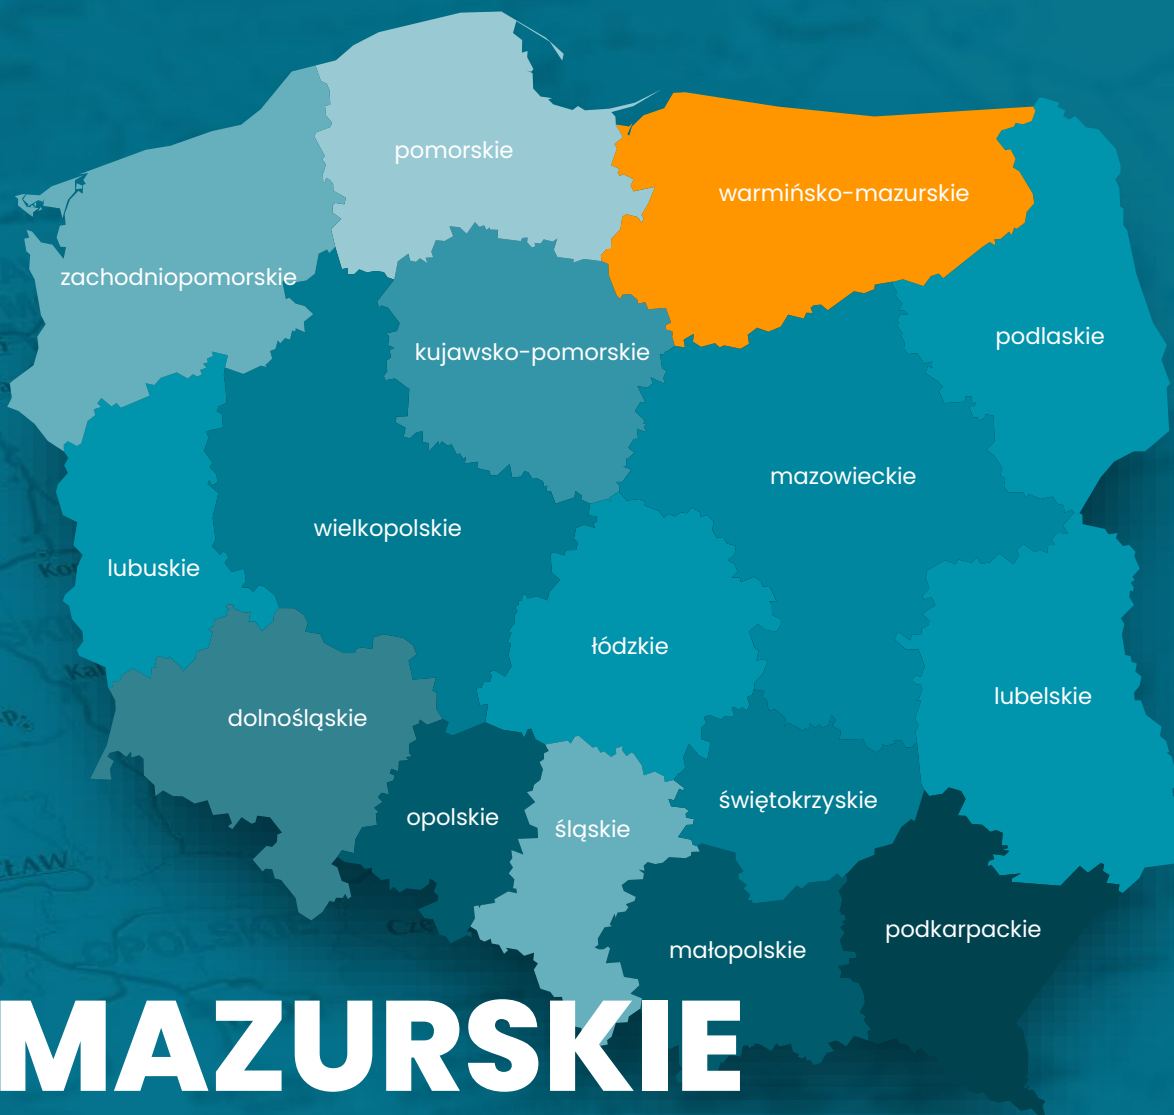 pomorskie
warmińsko-mazurskie
zachodniopomorskie
podlaskie
kujawsko-pomorskie
mazowieckie
wielkopolskie
lubuskie
łódzkie
lubelskie
dolnośląskie
świętokrzyskie
opolskie
śląskie
podkarpackie
małopolskie
MAZURSKIE